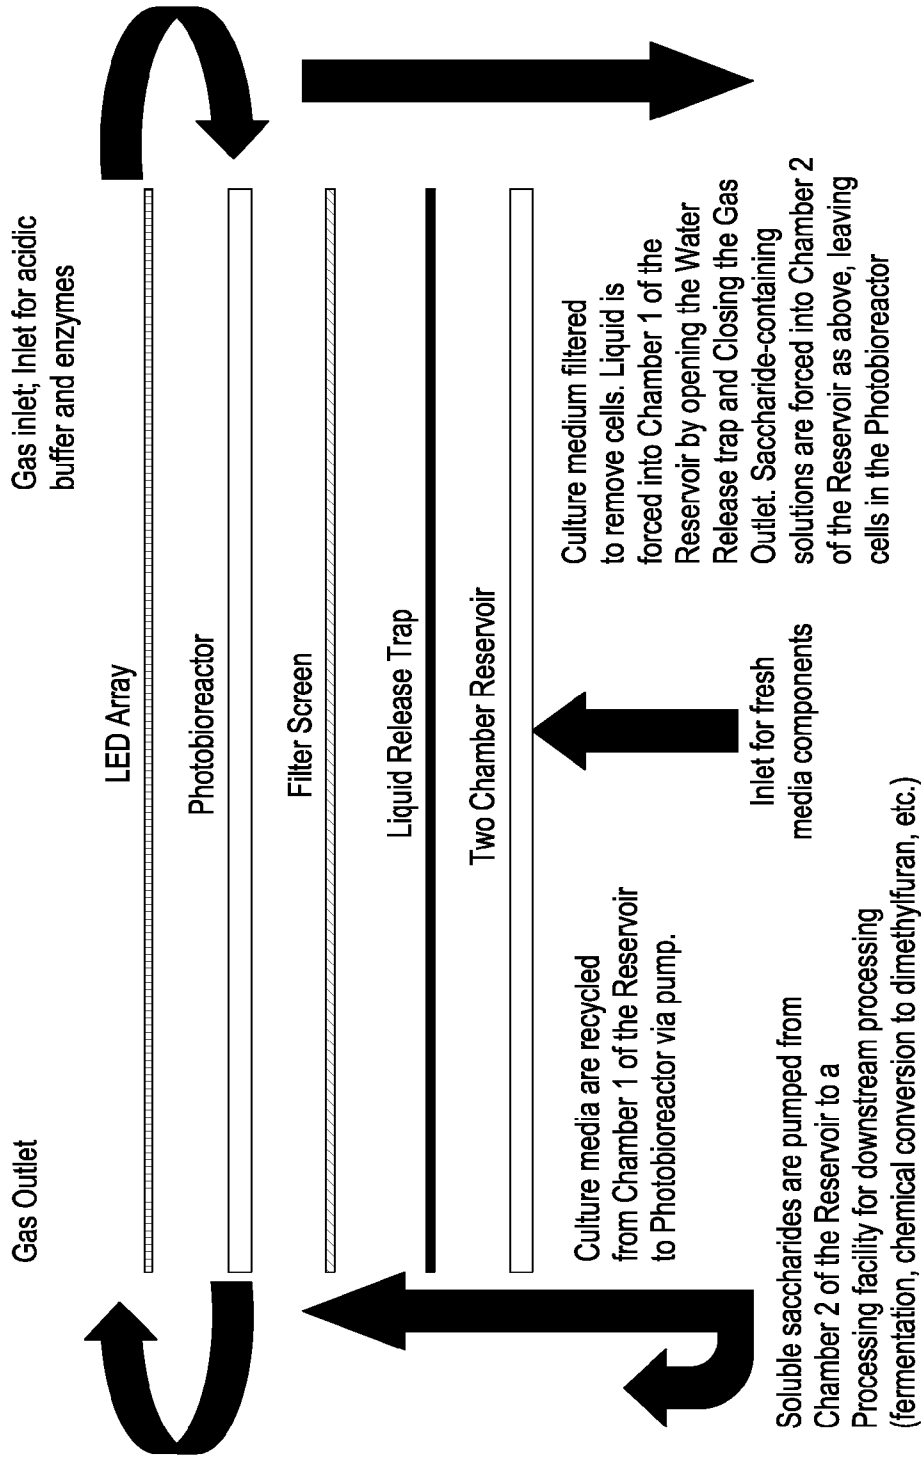 Gas Outlet
Gas inlet; Inlet for acidic
buffer and enzymes
LED Array
Photobioreactor
Filter Screen
Liquid Release Trap
Two Chamber Reservoir
Culture media are recycled
from Chamber 1 of the Reservoir
to Photobioreactor via pump.
Inlet for fresh
media components
Culture medium filtered
to remove cells. Liquid is
forced into Chamber 1 of the
Reservoir by opening the Water
Release trap and Closing the Gas
Outlet. Saccharide-containing
solutions are forced into Chamber 2
of the Reservoir as above, leaving
cells in the Photobioreactor
Soluble saccharides are pumped from
Chamber 2 of the Reservoir to a
Processing facility for downstream processing
(fermentation, chemical conversion to dimethylfuran, etc.)